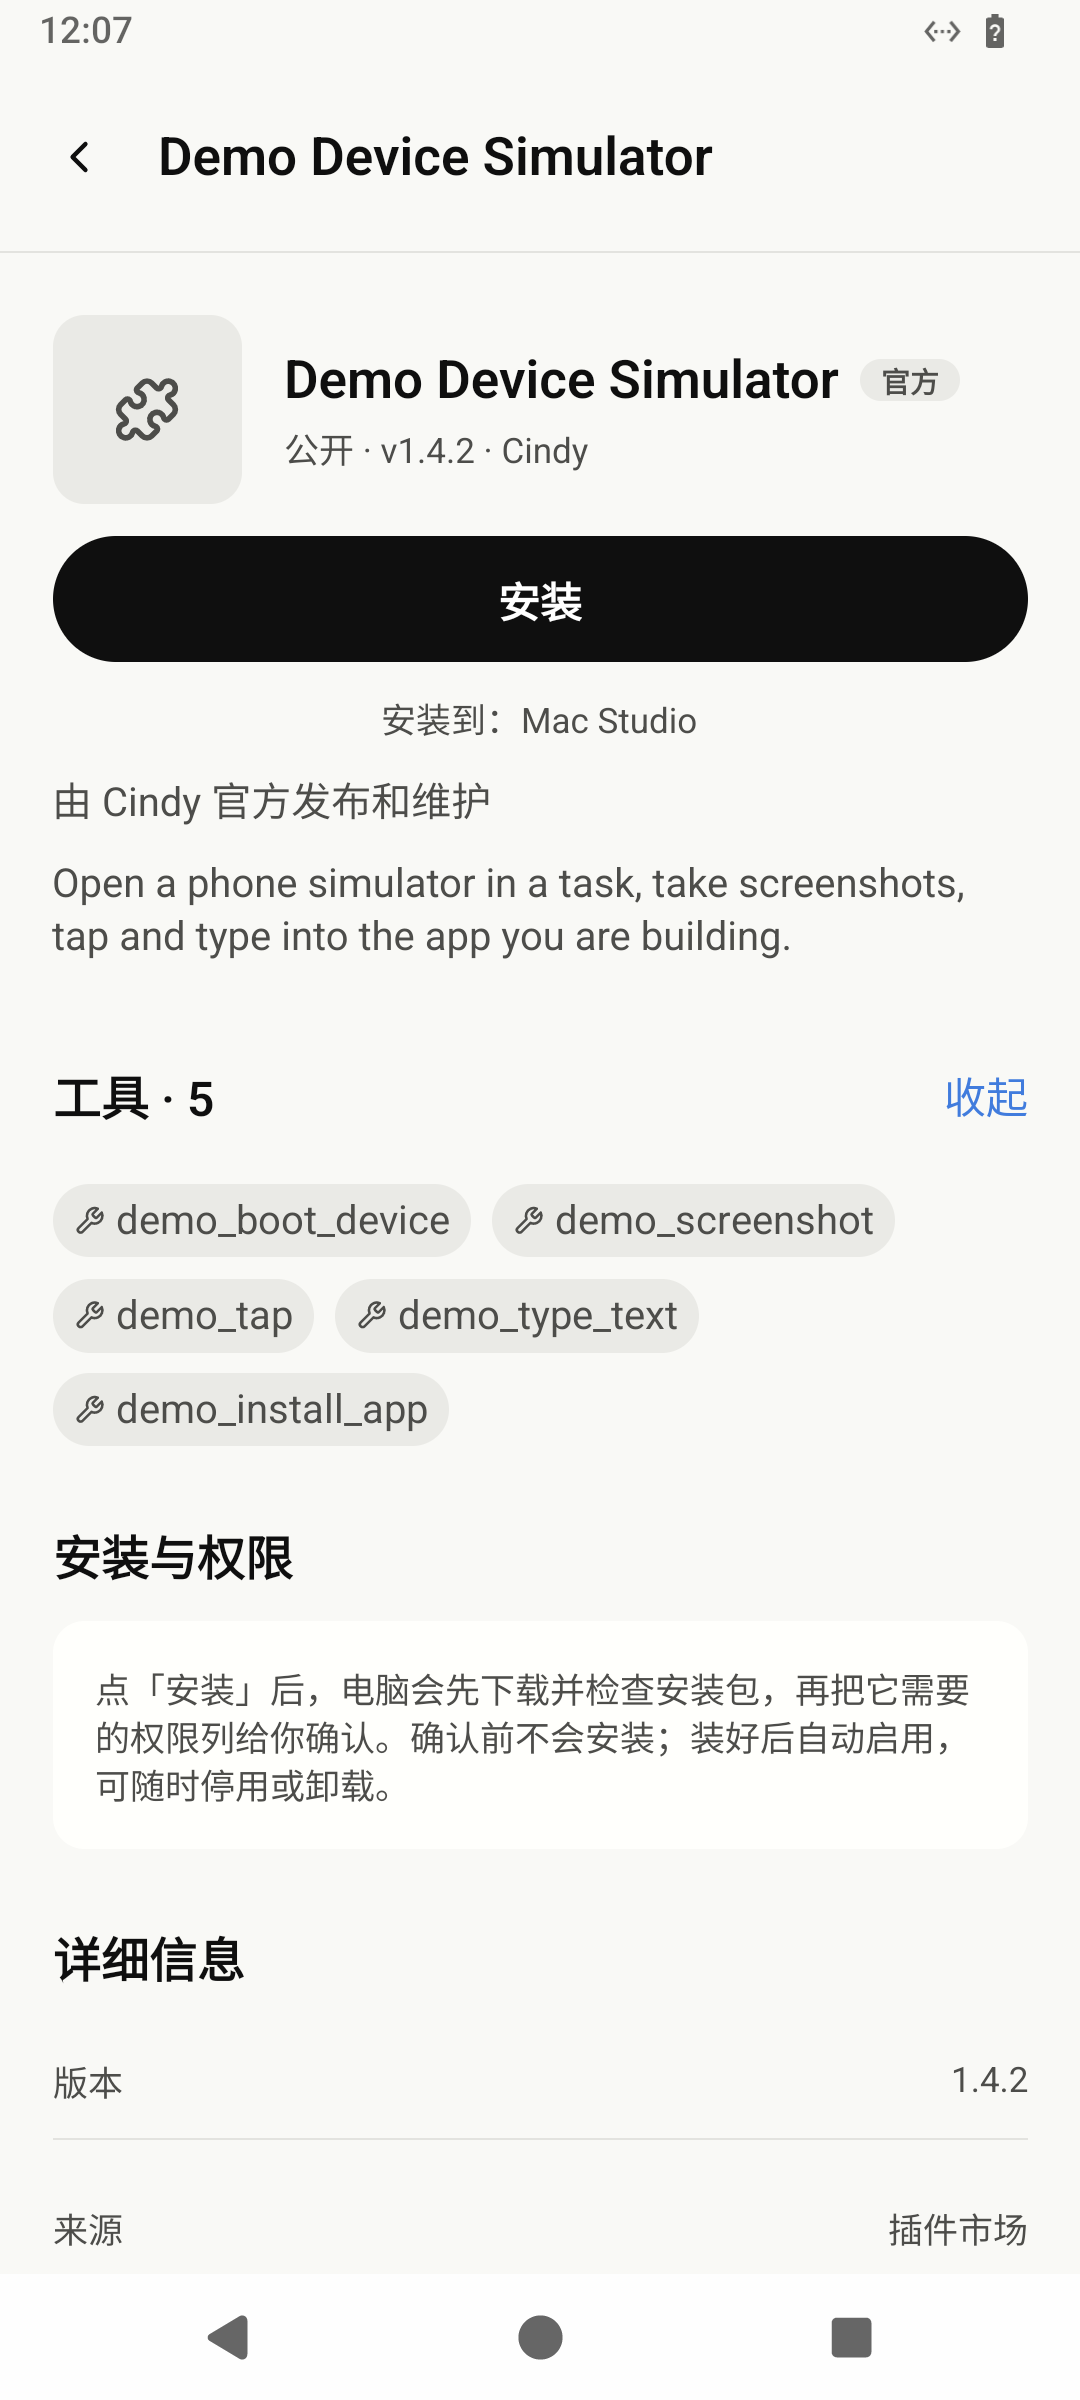 12:07
Demo Device Simulator
Demo Device Simulator 官方
公开 · v1.4.2 · Cindy
安装
安装到：Mac Studio
由 Cindy 官方发布和维护
Open a phone simulator in a task, take screenshots,
tap and type into the app you are building.
工具 · 5 收起
demo_boot_device demo_screenshot
demo_tap demo_type_text
demo_install_app
安装与权限
点「安装」后，电脑会先下载并检查安装包，再把它需要
的权限列给你确认。确认前不会安装；装好后自动启用，
可随时停用或卸载。
详细信息
版本 1.4.2
来源 插件市场